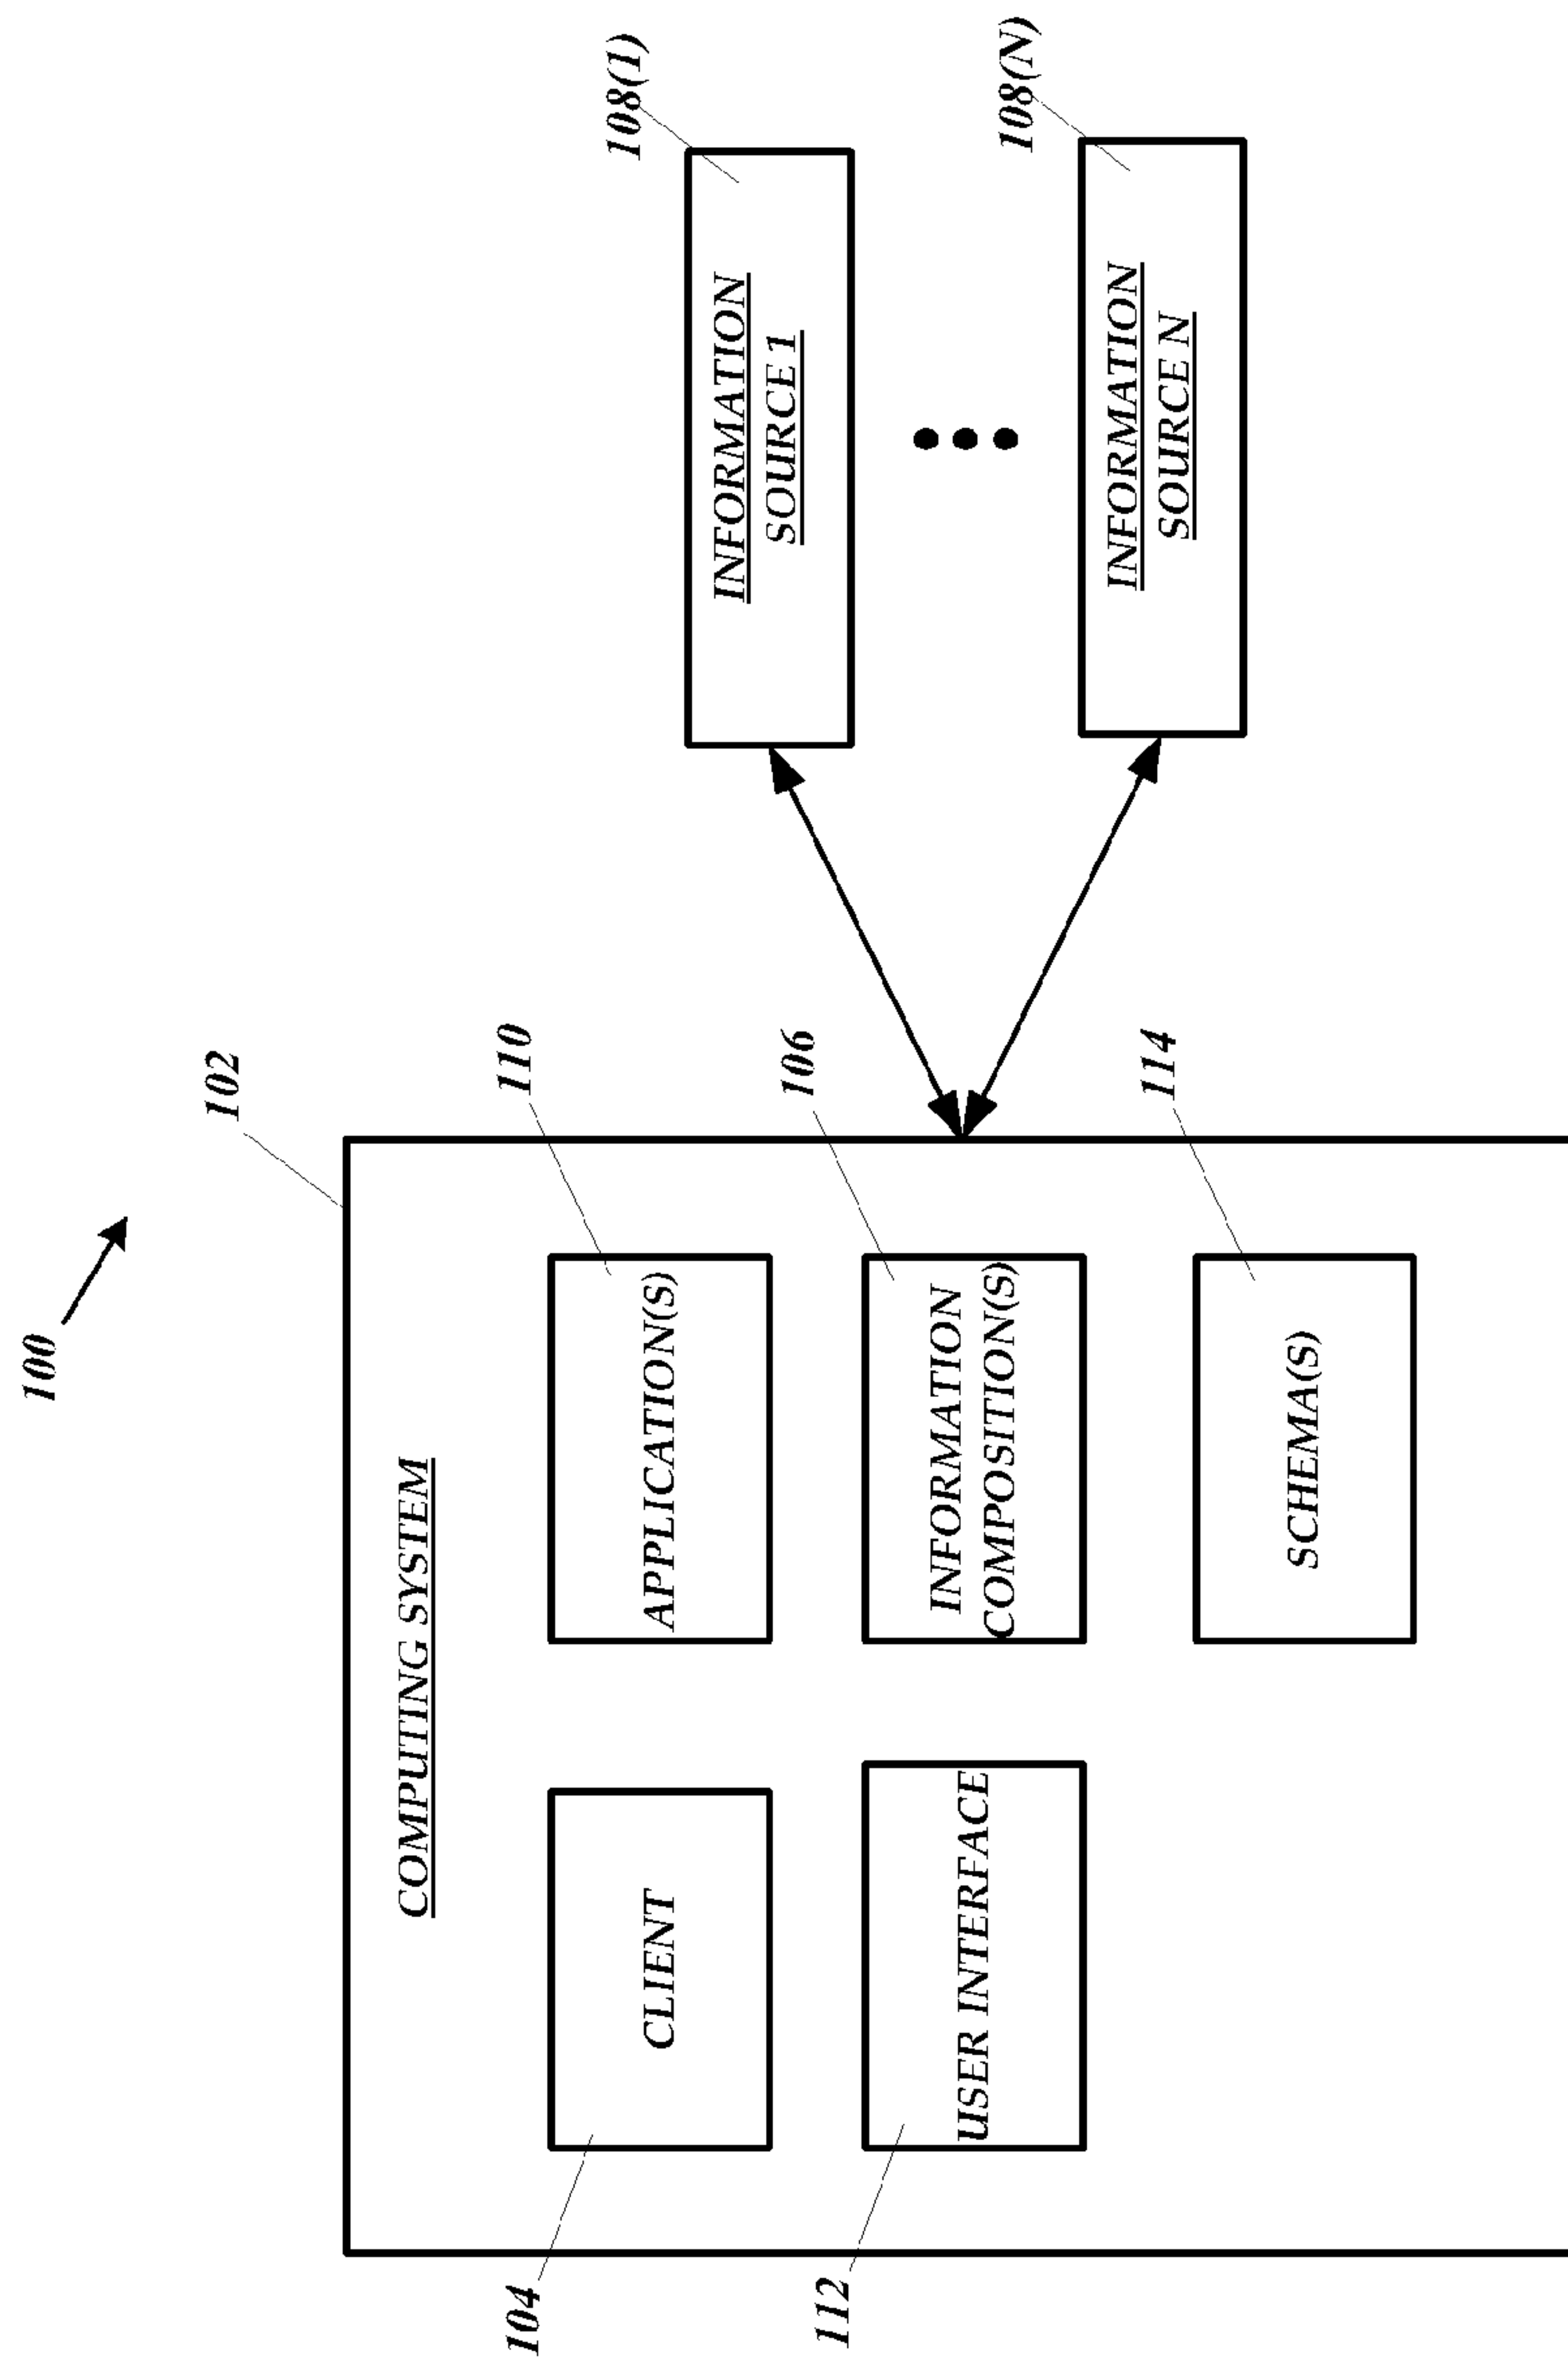 100
102
COMPUTING SYSTEM
104
CLIENT
110
APPLICATION(S)
112
USER INTERFACE
106
INFORMATION
COMPOSITION(S)
114
SCHEMA(S)
108(1)
INFORMATION
SOURCE 1
108(N)
INFORMATION
SOURCE N